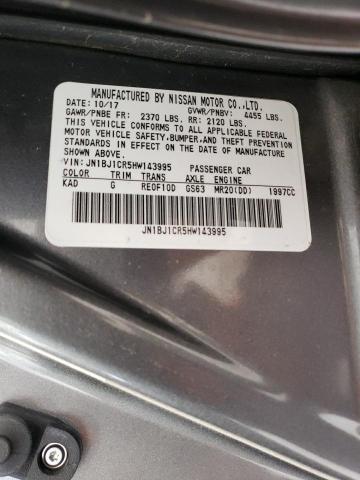 MANUFACTURED BY NISSAN MOTOR CO.,LTD.
DATE: 10/17 GVWR/PNBV: 4455 LBS.
GAWR/PNBE FR: 2370 LBS. RR: 2120 LBS.
THIS VEHICLE CONFORMS TO ALL APPLICABLE FEDERAL
MOTOR VEHICLE SAFETY,BUMPER,AND THEFT PREVENTION
STANDARDS IN EFFECT ON THE DATE OF MANUFACTURE
SHOWN ABOVE.
VIN: JN1BJ1CR5HW143995 PASSENGER CAR
COLOR TRIM TRANS AXLE ENGINE
KAD G RE0F10D GS63 MR20(DD) 1997CC
JN1BJ1CR5HW143995